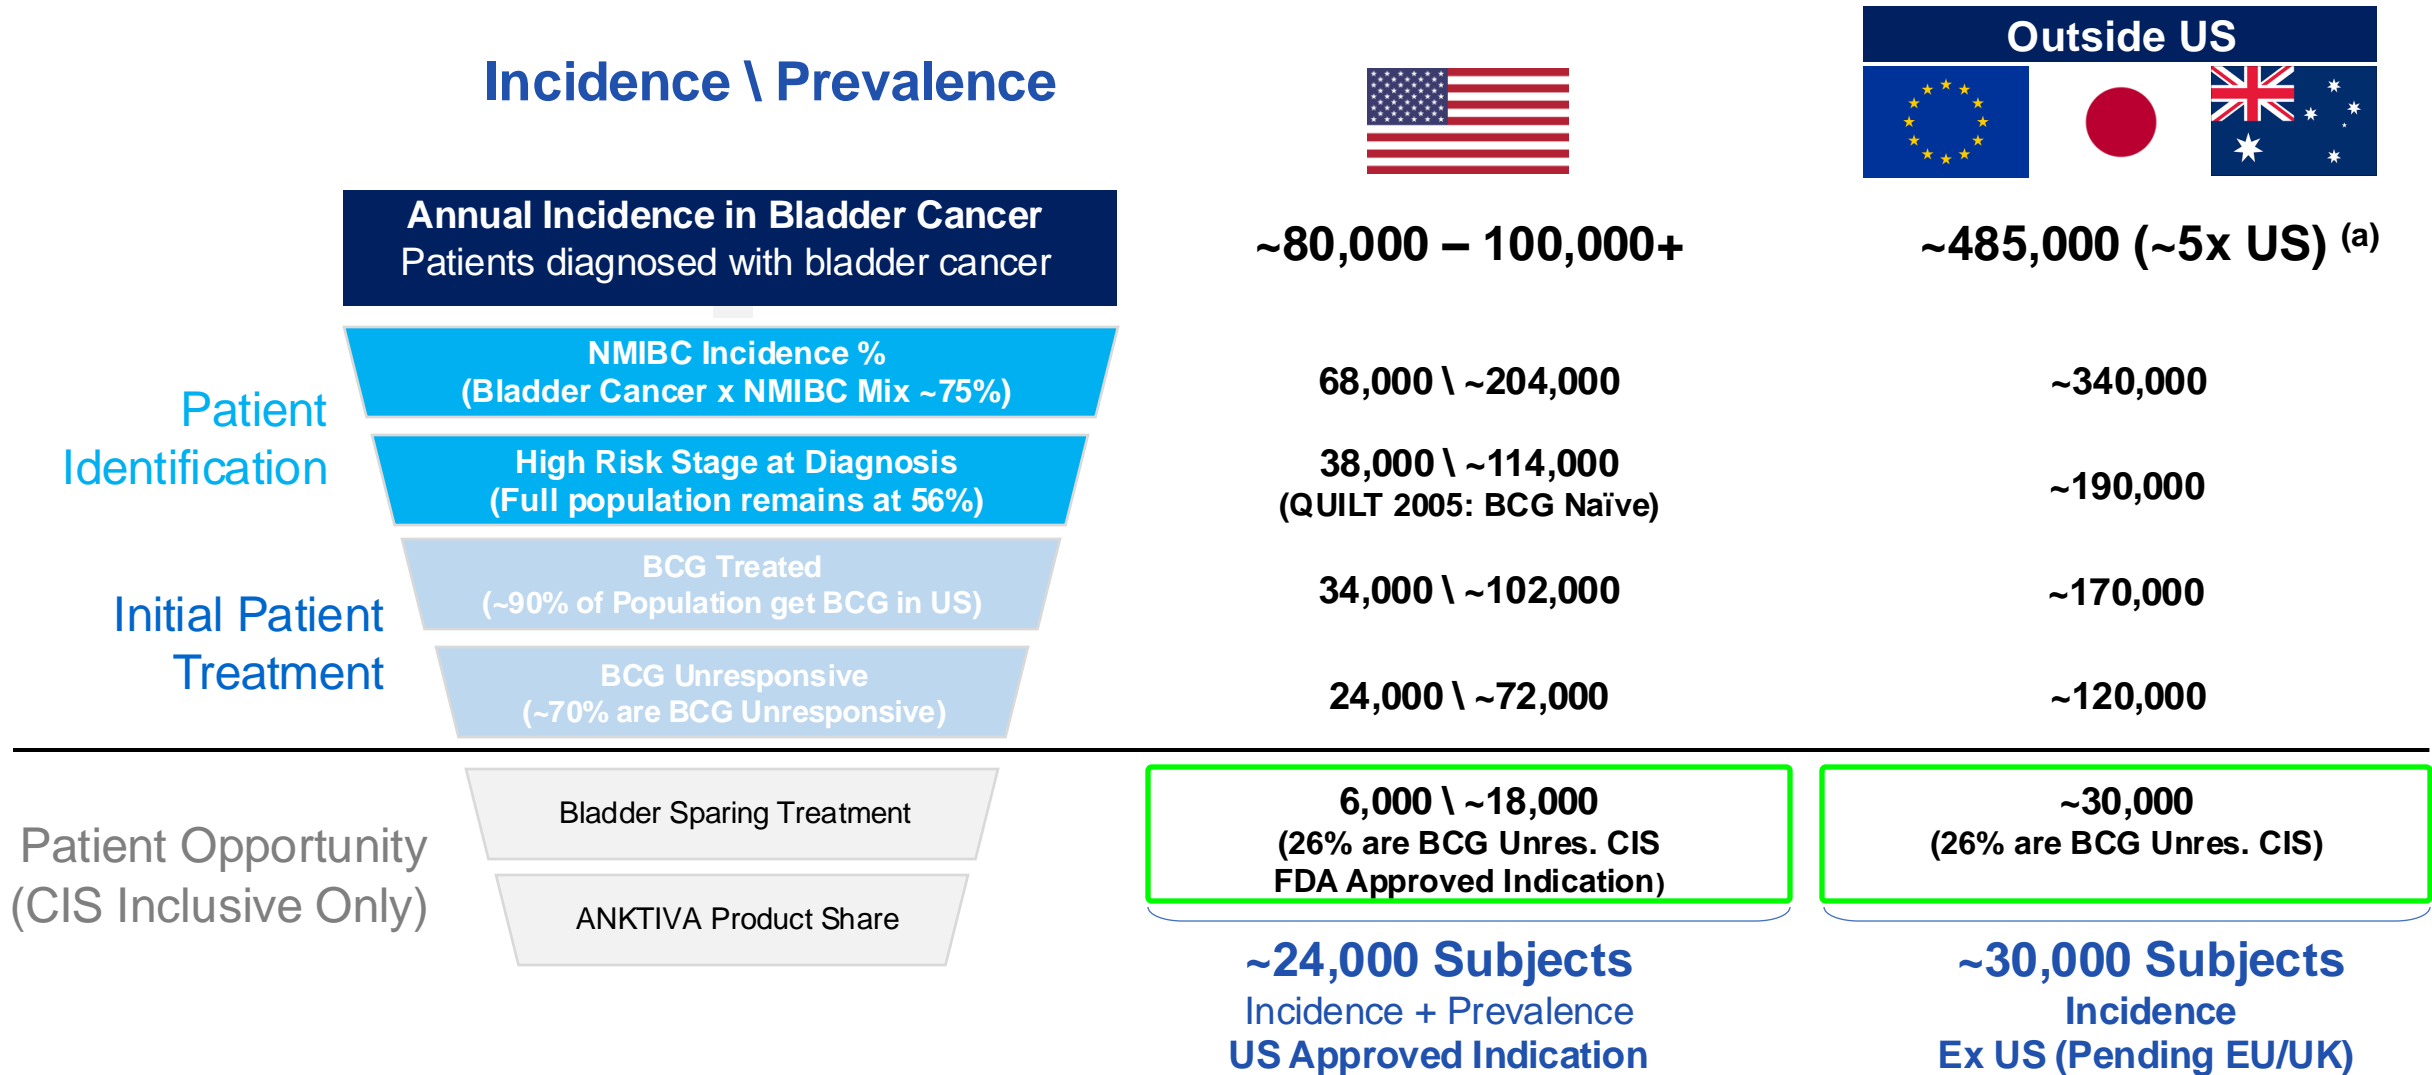 Incidence \ Prevalence
Outside US
Annual Incidence in Bladder Cancer
Patients diagnosed with bladder cancer
~80,000 – 100,000+
~485,000 (~5x US) (a)
Patient
Identification
NMIBC Incidence %
(Bladder Cancer x NMIBC Mix ~75%)
68,000 \ ~204,000
~340,000
High Risk Stage at Diagnosis
(Full population remains at 56%)
38,000 \ ~114,000
(QUILT 2005: BCG Naïve)
~190,000
Initial Patient
Treatment
BCG Treated
(~90% of Population get BCG in US)
34,000 \ ~102,000
~170,000
BCG Unresponsive
(~70% are BCG Unresponsive)
24,000 \ ~72,000
~120,000
Patient Opportunity
(CIS Inclusive Only)
Bladder Sparing Treatment
ANKTIVA Product Share
6,000 \ ~18,000
(26% are BCG Unres. CIS
FDA Approved Indication)
~30,000
(26% are BCG Unres. CIS)
~24,000 Subjects
Incidence + Prevalence
US Approved Indication
~30,000 Subjects
Incidence
Ex US (Pending EU/UK)